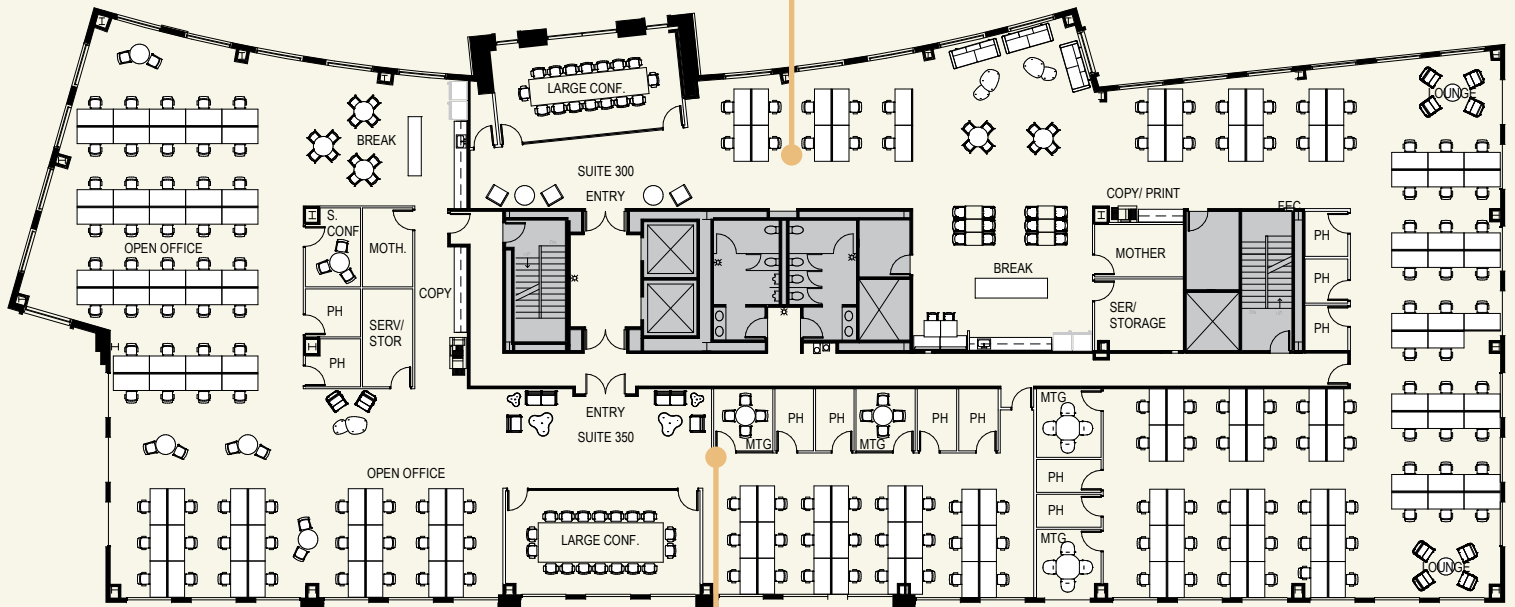 LARGE CONF.
LOUNGE
BREAK
SUITE 300
ENTRY
COPY/ PRINT
S.
CONF
MOTH.
OPEN OFFICE
PH
MOTHER
PH
BREAK
COPY
PH
SERV/
STOR
SER/
STORAGE
PH
PH
ENTRY
SUITE 350
MTG
PH
PH
MTG
PH
PH
MTG
OPEN OFFICE
PH
PH
LARGE CONF.
MTG
LOUNGE